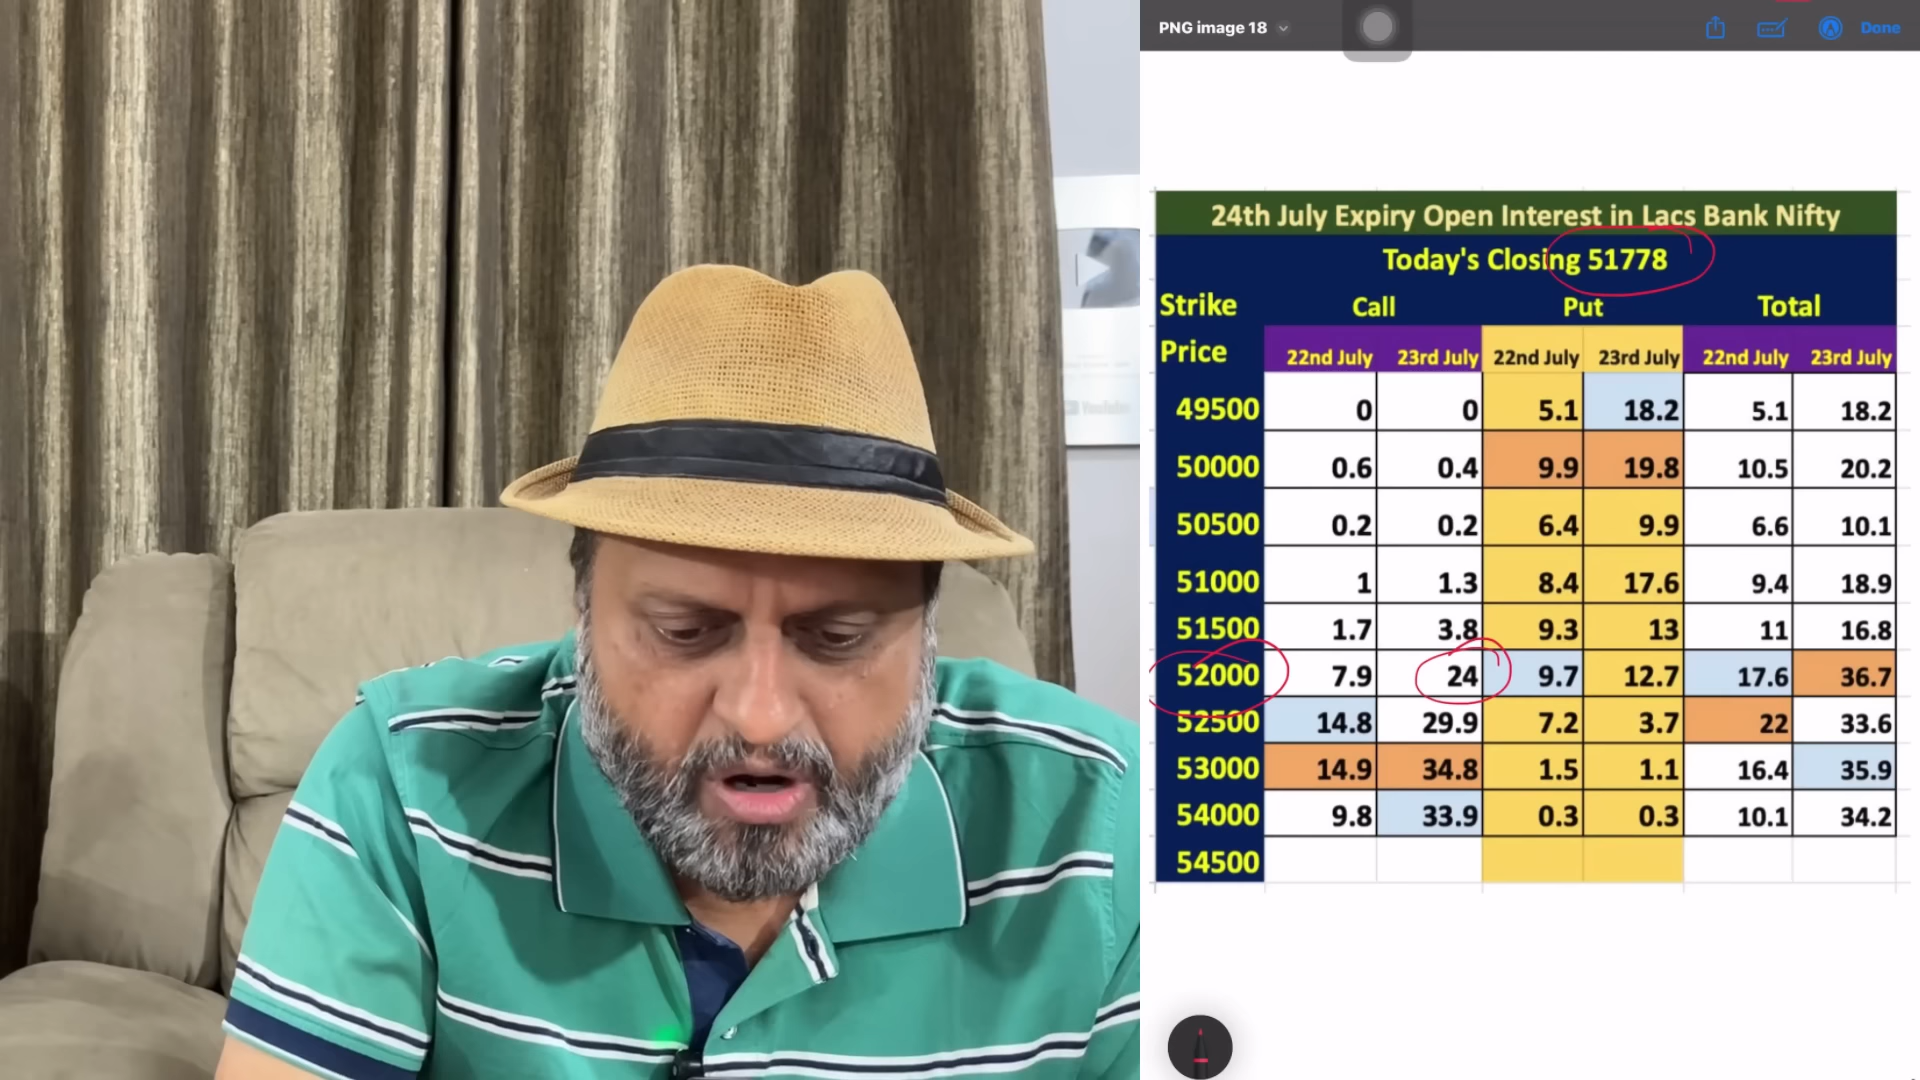 PNG image 18
Done
24th July Expiry Open Interest in Lacs Bank Nifty
Today's Closing 51778
Strike Call Put Total
Price 22nd July 23rd July 22nd July 23rd July 22nd July 23rd July
49500 0 0 5.1 18.2 5.1 18.2
50000 0.6 0.4 9.9 19.8 10.5 20.2
50500 0.2 0.2 6.4 9.9 6.6 10.1
51000 1 1.3 8.4 17.6 9.4 18.9
51500 1.7 3.8 9.3 13 11 16.8
52000 7.9 24 9.7 12.7 17.6 36.7
52500 14.8 29.9 7.2 3.7 22 33.6
53000 14.9 34.8 1.5 1.1 16.4 35.9
54000 9.8 33.9 0.3 0.3 10.1 34.2
54500
YouTube